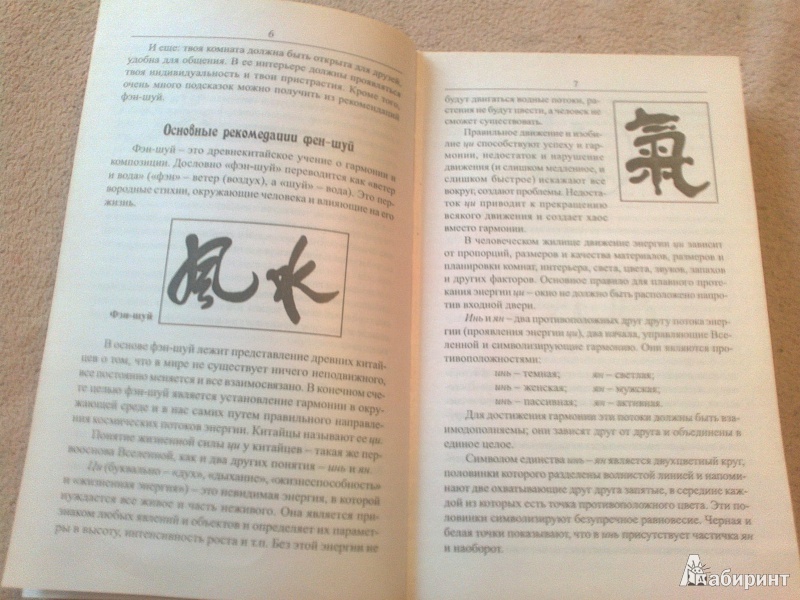 6
И еще: твоя комната должна быть открыта для друзей,
удобна для общения. В ее интерьере должны проявляться
твоя индивидуальность и твои пристрастия. Кроме того,
очень много подсказок можно получить из рекомендаций
фэн-шуй.
Основные рекомедации фен-шуй
Фэн-шуй – это древнекитайское учение о гармонии и
композиции. Дословно «фэн-шуй» переводится как «ветер
и вода» («фэн» – ветер (воздух), а «шуй» – вода). Это пер-
вородные стихии, окружающие человека и влияющие на его
жизнь.
風水
Фэн-шуй
В основе фэн-шуй лежит представление древних китай-
цев о том, что в мире не существует ничего неподвижного,
все постоянно меняется и все взаимосвязано. В конечном сче-
те целью фэн-шуй является установление гармонии в окру-
жающей среде и в нас самих путем правильного направле-
ния космических потоков энергии. Китайцы называют ее ци.
Понятие жизненной силы ци у китайцев – такая же пер-
вооснова Вселенной, как и два других понятия – инь и ян.
Ци (буквально – «дух», «дыхание», «жизнеспособность»
и «жизненная энергия») – это невидимая энергия, в которой
нуждается все живое и часть неживого. Она является при-
знаком любых явлений и объектов и определяет их парамет-
ры в высоту, интенсивность роста и т.п. Без этой энергии не
7
будут двигаться водные потоки, ра-
стения не будут цвести, а человек не
сможет существовать.
Правильное движение и изоби-
лие ци способствуют успеху и гар-
монии, недостаток и нарушение
движения (и слишком медленное, и
слишком быстрое) искажают все
вокруг, создают проблемы. Недоста-
ток ци приводит к прекращению
всякого движения и создает хаос
вместо гармонии.
氣
В человеческом жилище движение энергии ци зависит
от пропорций, размеров и качества материалов, размеров и
планировки комнат, интерьера, света, цвета, звуков, запахов
и других факторов. Основное правило для плавного проте-
кания энергии ци – окно не должно быть расположено напро-
тив входной двери.
Инь и ян – два противоположных друг другу потока энер-
гии (проявления энергии ци), два начала, управляющие Все-
ленной и символизирующие гармонию. Они являются про-
тивоположностями:
инь – темная; ян – светлая;
инь – женская; ян – мужская;
инь – пассивная; ян – активная.
Для достижения гармонии эти потоки должны быть вза-
имодополняемы; они зависят друг от друга и объединены в
единое целое.
Символом единства инь – ян является двухцветный круг,
половинки которого разделены волнистой линией и напоми-
нают две охватывающие друг друга запятые, в середине каж-
дой из которых есть точка противоположного цвета. Эти по-
ловинки символизируют безупречное равновесие. Черная и
белая точки показывают, что в инь присутствует частичка ян
и наоборот.
Лабиринт